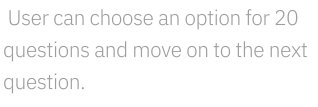 User can choose an option for 20
questions and move on to the next
question.